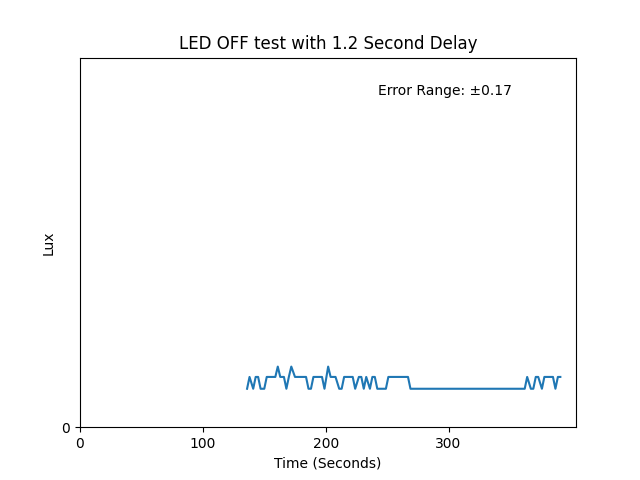 LED OFF test with 1.2 Second Delay
Error Range: ±0.17
Lux
0
0 100 200 300
Time (Seconds)